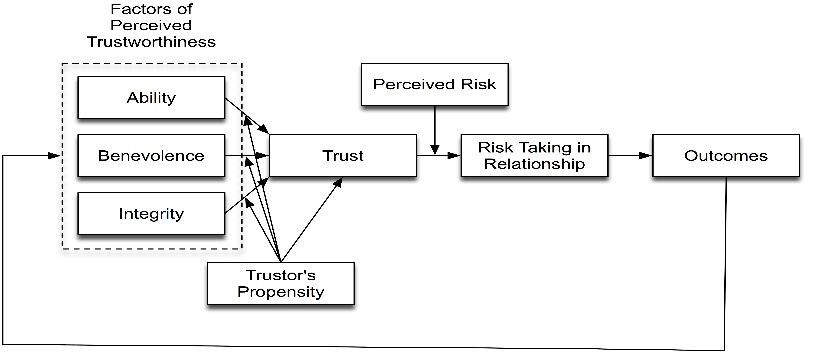 Factors of
Perceived
Trustworthiness
Ability
Benevolence
Integrity
Trustor's
Propensity
Trust
Perceived Risk
Risk Taking in
Relationship
Outcomes